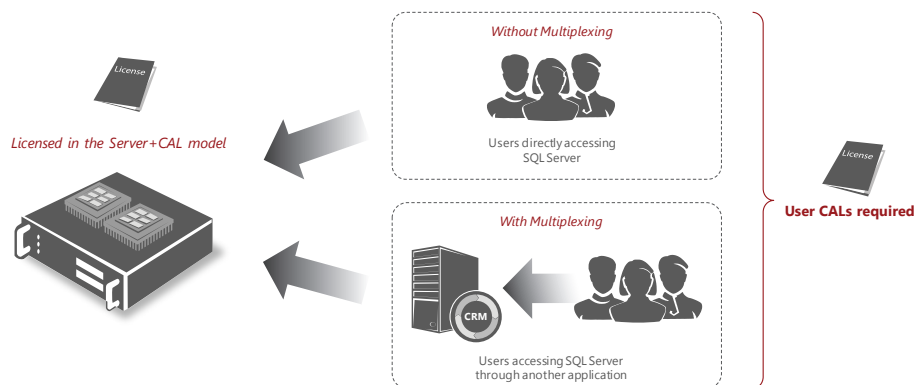 License
Licensed in the Server+CAL model
Without Multiplexing
Users directly accessing
SQL Server
With Multiplexing
CRM
Users accessing SQL Server
through another application
License
User CALs required